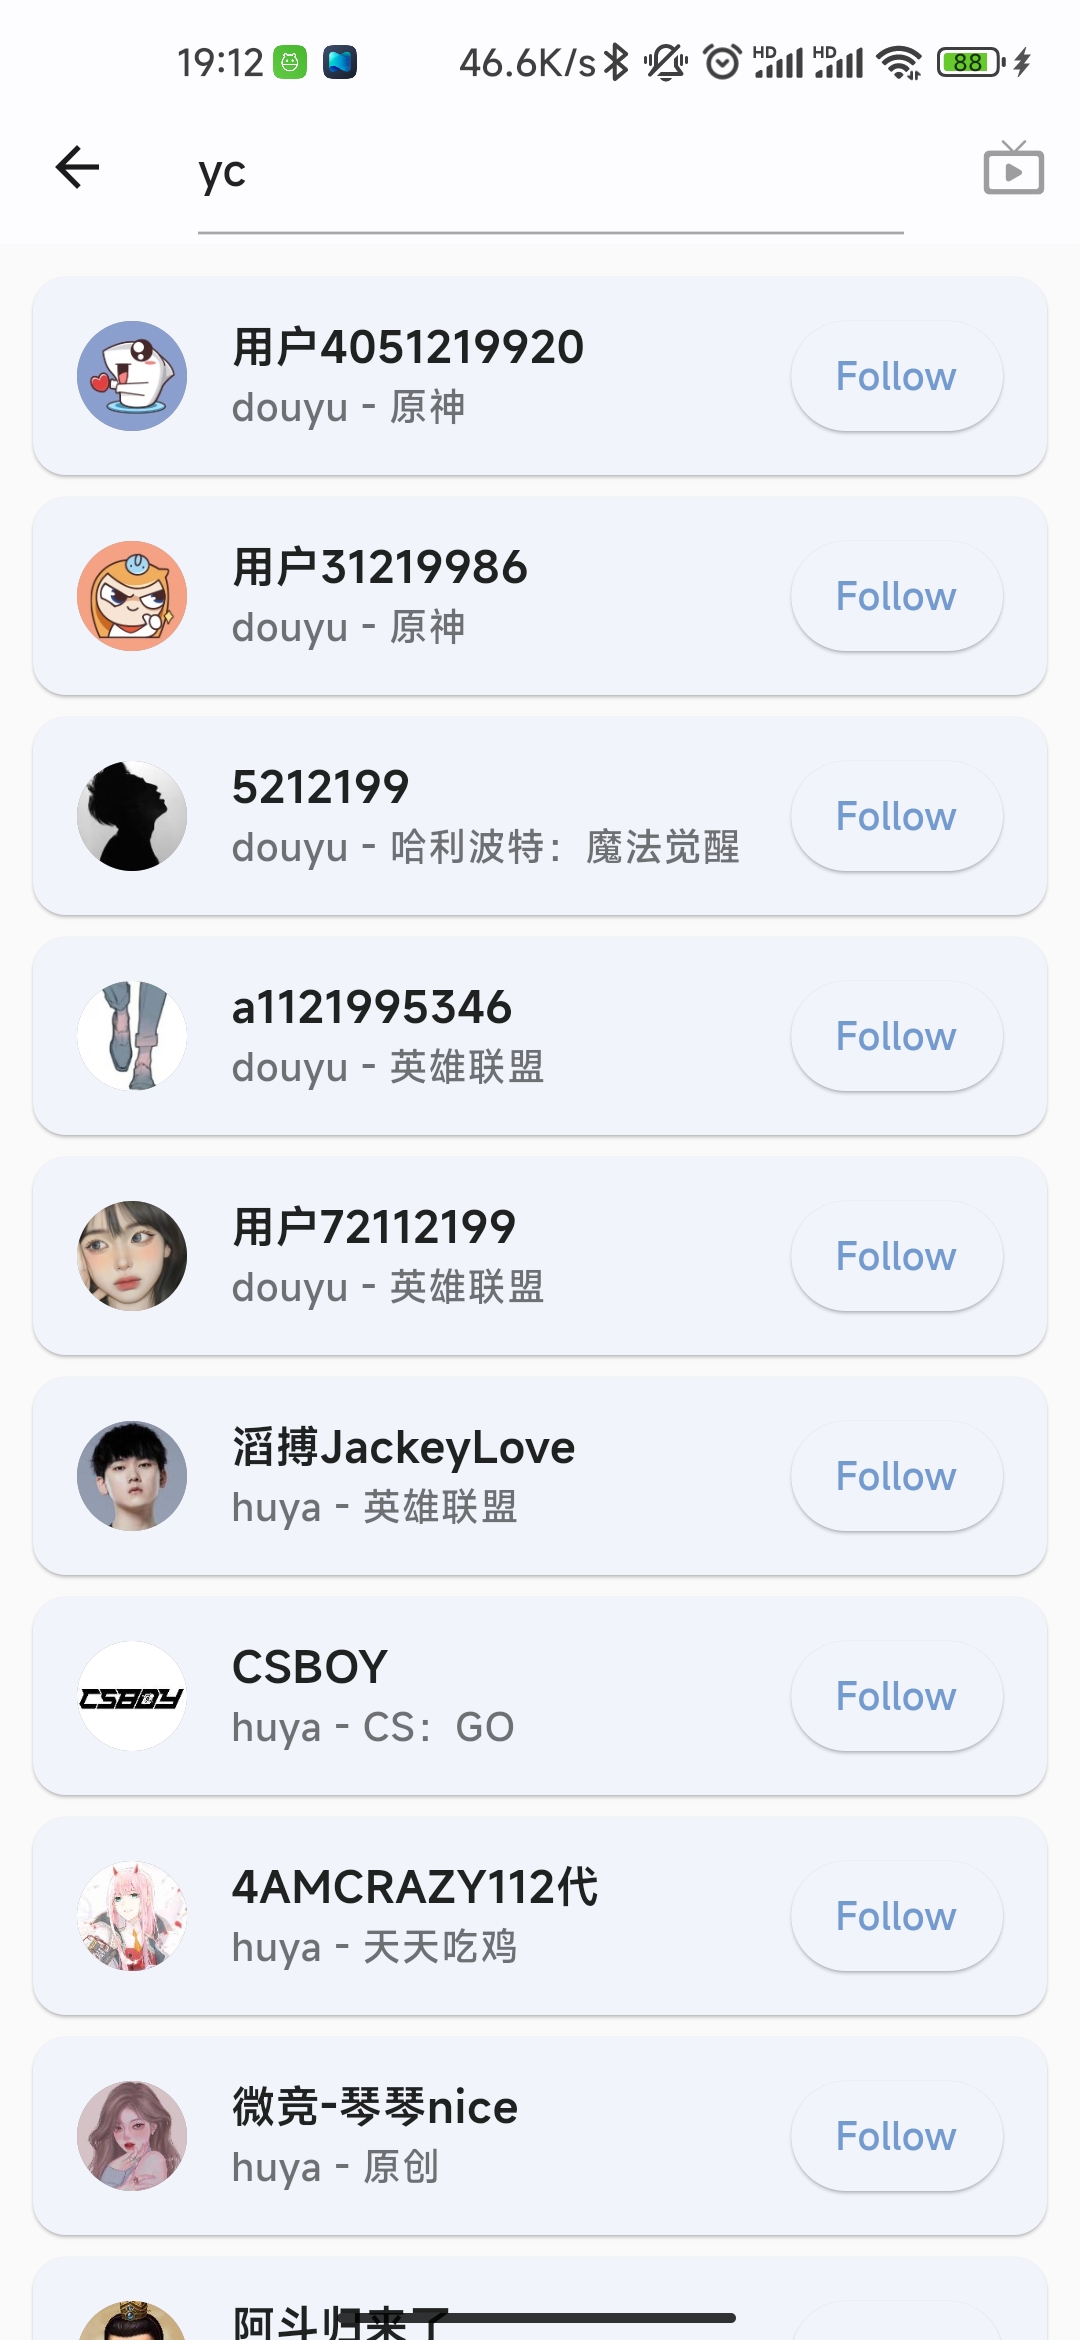 19:12
46.6K/s
HD
HD
88
yc
用户4051219920
douyu - 原神
Follow
用户31219986
douyu - 原神
Follow
5212199
douyu - 哈利波特：魔法觉醒
Follow
a1121995346
douyu - 英雄联盟
Follow
用户72112199
douyu - 英雄联盟
Follow
滔搏JackeyLove
huya - 英雄联盟
Follow
CSBOY
CSBOY
huya - CS：GO
Follow
4AMCRAZY112代
huya - 天天吃鸡
Follow
微竞-琴琴nice
huya - 原创
Follow
阿斗归来了